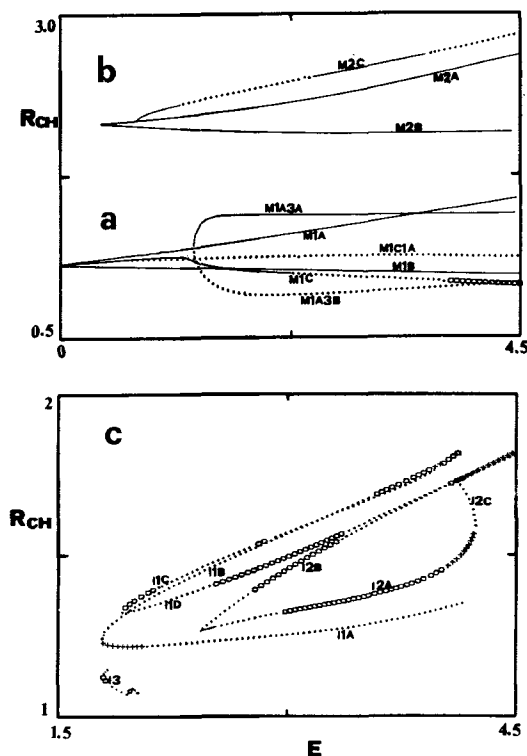 3.0
b
M2C
M2A
RCH
M2B
M1A3A
a
M1A
M1C1A
M1B
M1C
M1A3B
0.5
0
4.5
2
c
RCH
I2C
I1C
I1B
I2B
I1D
I2A
I1A
I3
1
1.5
E
4.5